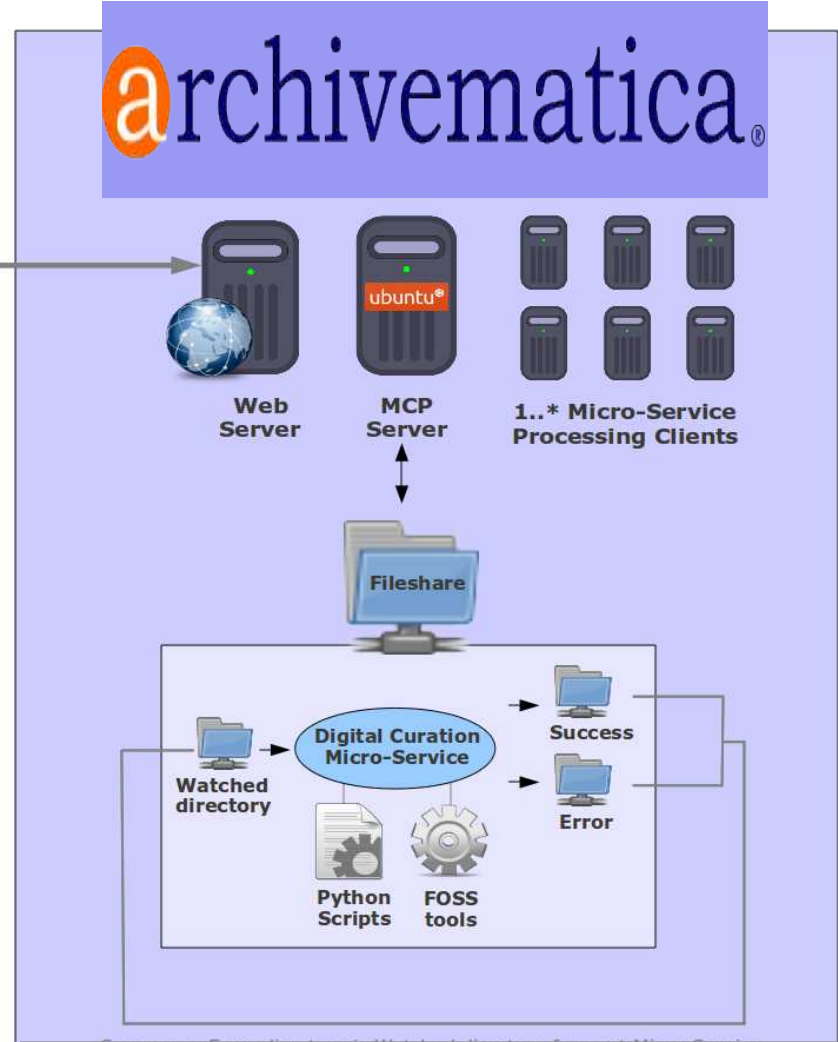 archivematica®
ubuntu®
Web
Server
MCP
Server
1..* Micro-Service
Processing Clients
Fileshare
Watched
directory
Digital Curation
Micro-Service
Success
Error
Python
Scripts
FOSS
tools